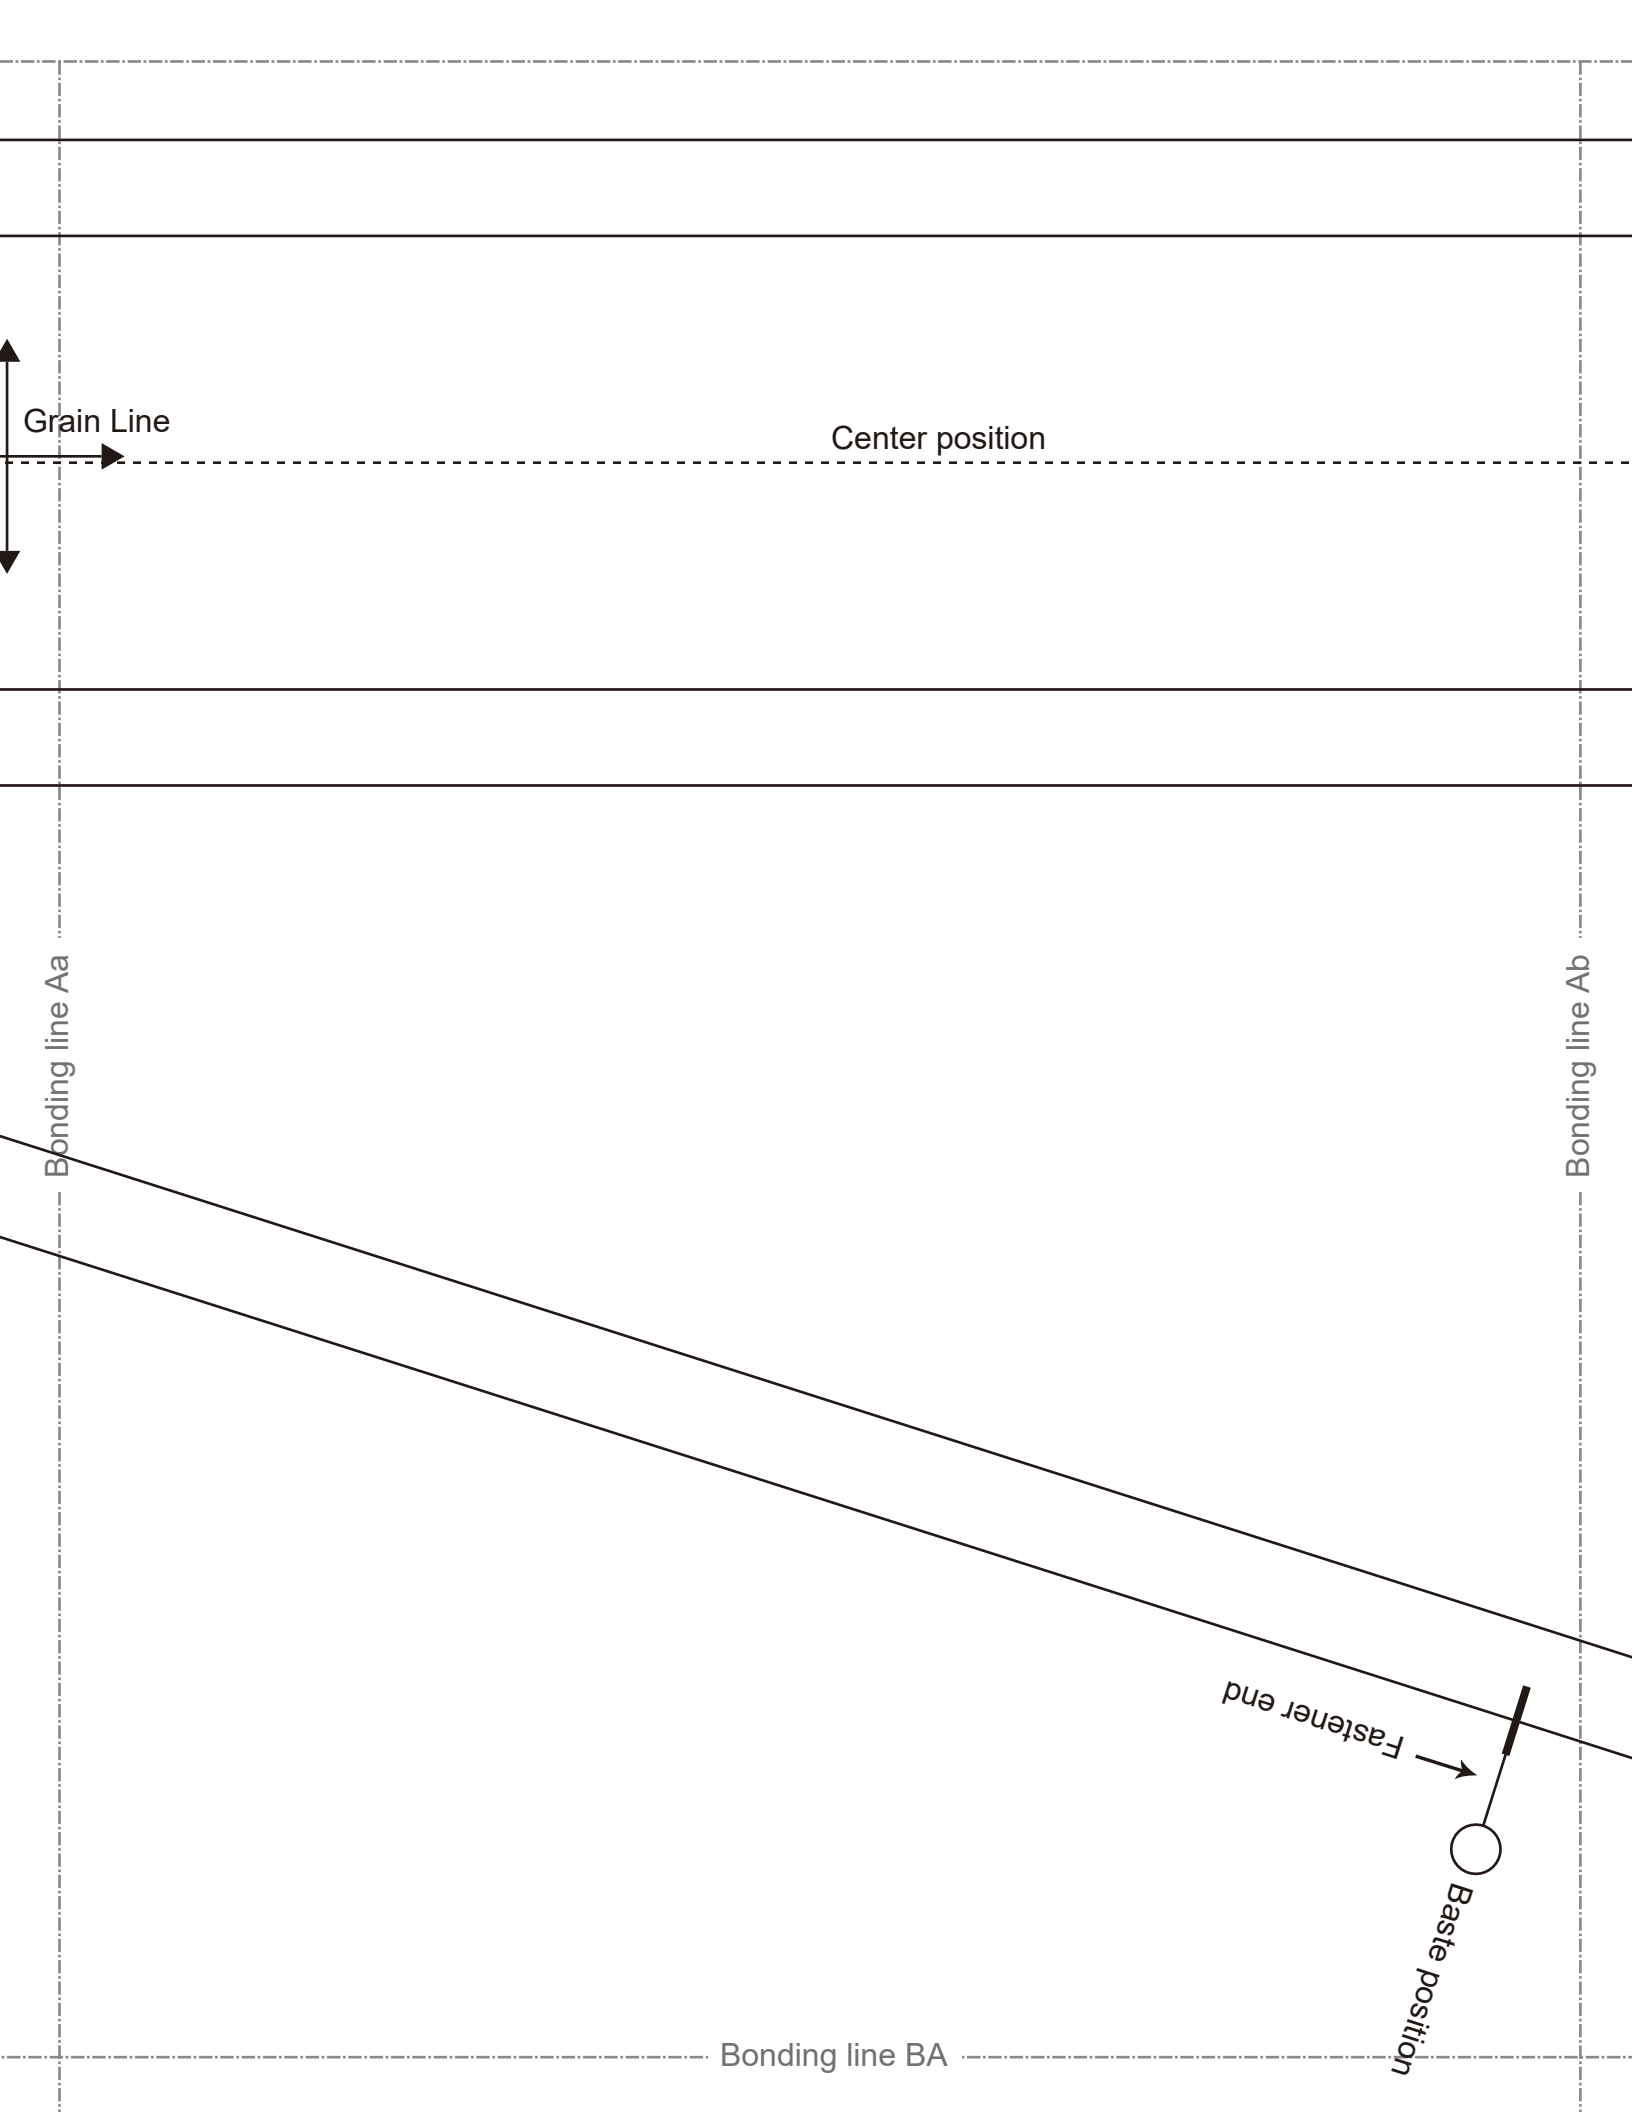 Grain Line
Center position
Bonding line Aa
Bonding line Ab
Fastener end
Baste position
Bonding line BA